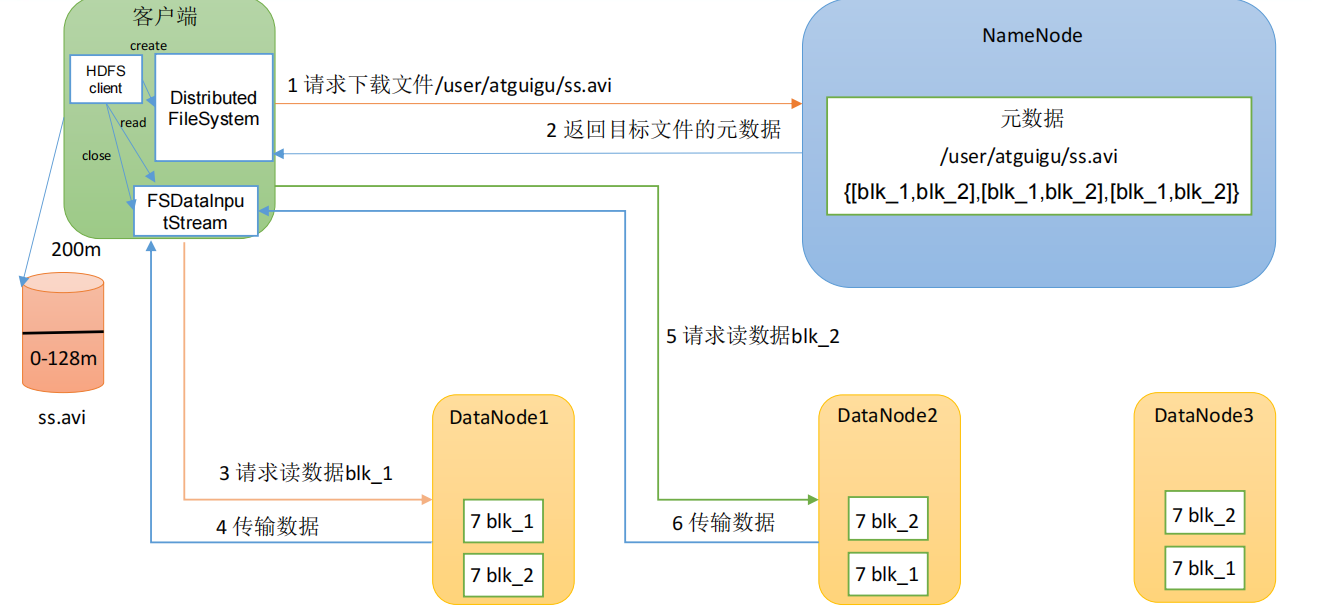 客户端
create
HDFS
client
Distributed
FileSystem
read
close
FSDataInpu
tStream
1 请求下载文件/user/atguigu/ss.avi
2 返回目标文件的元数据
NameNode
元数据
/user/atguigu/ss.avi
{[blk_1,blk_2],[blk_1,blk_2],[blk_1,blk_2]}
200m
0-128m
ss.avi
5 请求读数据blk_2
3 请求读数据blk_1
4 传输数据
6 传输数据
DataNode1
7 blk_1
7 blk_2
DataNode2
7 blk_2
7 blk_1
DataNode3
7 blk_2
7 blk_1